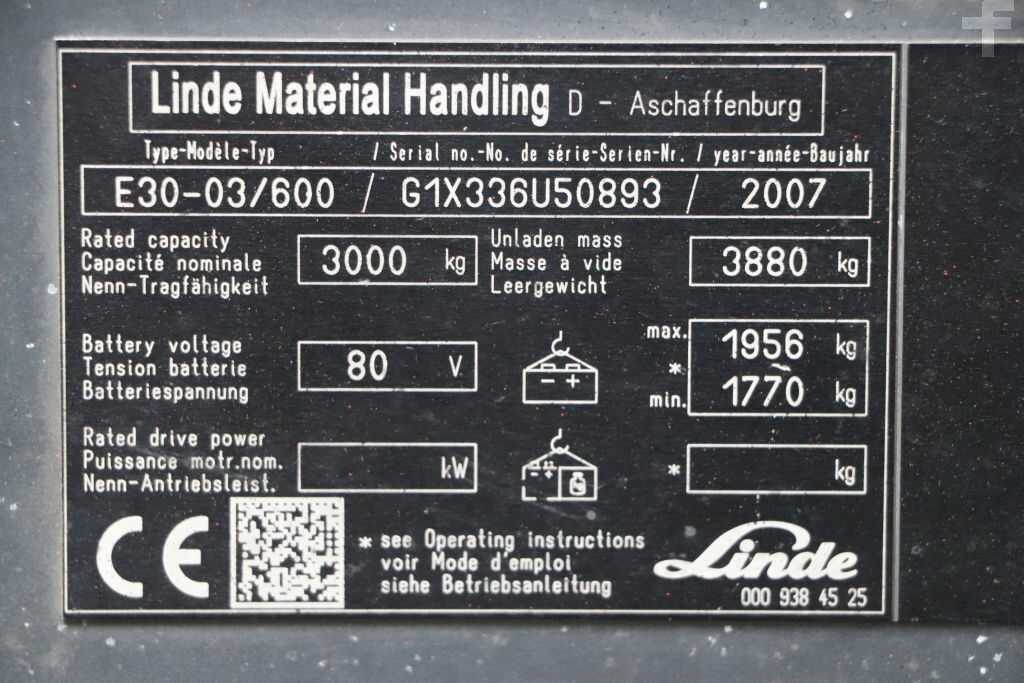 Linde Material Handling D - Aschaffenburg
Type-Modèle-Typ / Serial no.-No. de série-Serien-Nr. / year-année-Baujahr
E30-03/600 / G1X336U50893 / 2007
Rated capacity
Capacité nominale
Nenn-Tragfähigkeit
3000 kg
Unladen mass
Masse à vide
Leergewicht
3880 kg
Battery voltage
Tension batterie
Batteriespannung
80 V
- +
max. 1956 kg
*
min. 1770 kg
Rated drive power
Puissance motr.nom.
Nenn-Antriebsleist.
kW
- +
* kg
CE
* see Operating instructions
voir Mode d'emploi
siehe Betriebsanleitung
Linde
000 938 45 25
f